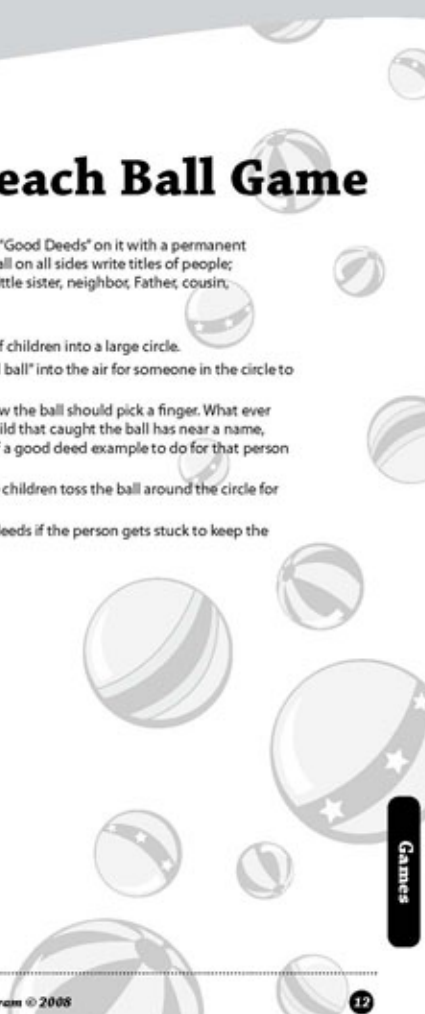 each Ball Game
"Good Deeds" on it with a permanent
all on all sides write titles of people;
ttle sister, neighbor, Father, cousin,
f children into a large circle.
l ball" into the air for someone in the circle to
w the ball should pick a finger. What ever
ild that caught the ball has near a name,
f a good deed example to do for that person
children toss the ball around the circle for
deeds if the person gets stuck to keep the
Games
ram © 2008
12